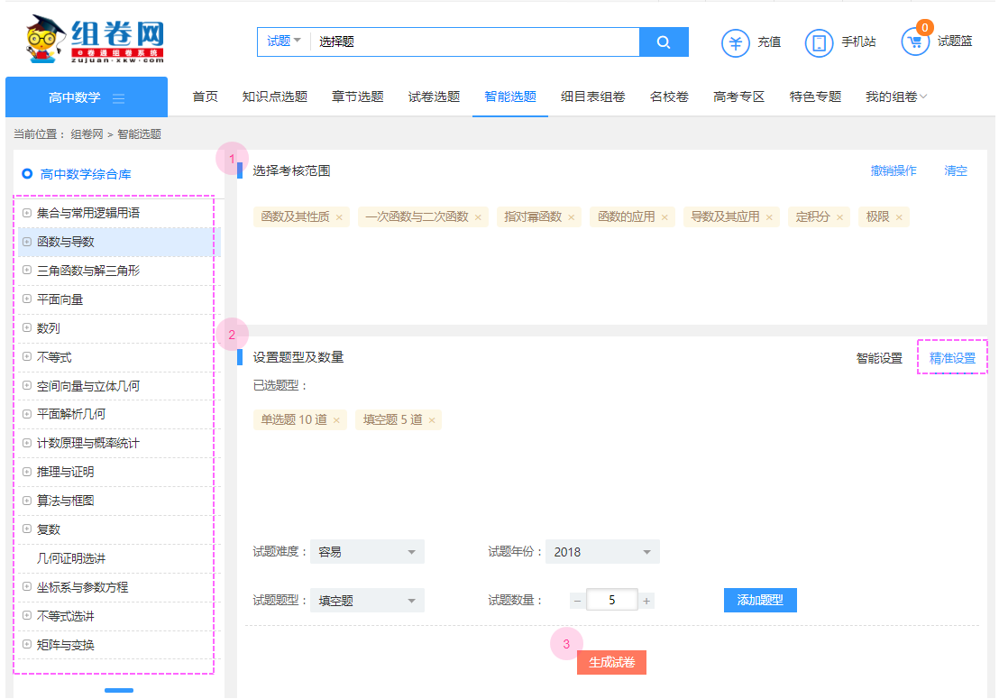 组卷网
e卷通组卷系统
zujuan·xkw·com
试题 选择题
充值 手机站 0 试题篮
高中数学 首页 知识点选题 章节选题 试卷选题 智能选题 细目表组卷 名校卷 高考专区 特色专题 我的组卷
当前位置： 组卷网 > 智能选题
高中数学综合库
集合与常用逻辑用语
函数与导数
三角函数与解三角形
平面向量
数列
不等式
空间向量与立体几何
平面解析几何
计数原理与概率统计
推理与证明
算法与框图
复数
几何证明选讲
坐标系与参数方程
不等式选讲
矩阵与变换
1 选择考核范围 撤销操作 清空
函数及其性质 × 一次函数与二次函数 × 指对幂函数 × 函数的应用 × 导数及其应用 × 定积分 × 极限 ×
2 设置题型及数量 智能设置 精准设置
已选题型：
单选题 10 道 × 填空题 5 道 ×
试题难度： 容易 试题年份： 2018
试题题型： 填空题 试题数量： − 5 + 添加题型
3 生成试卷